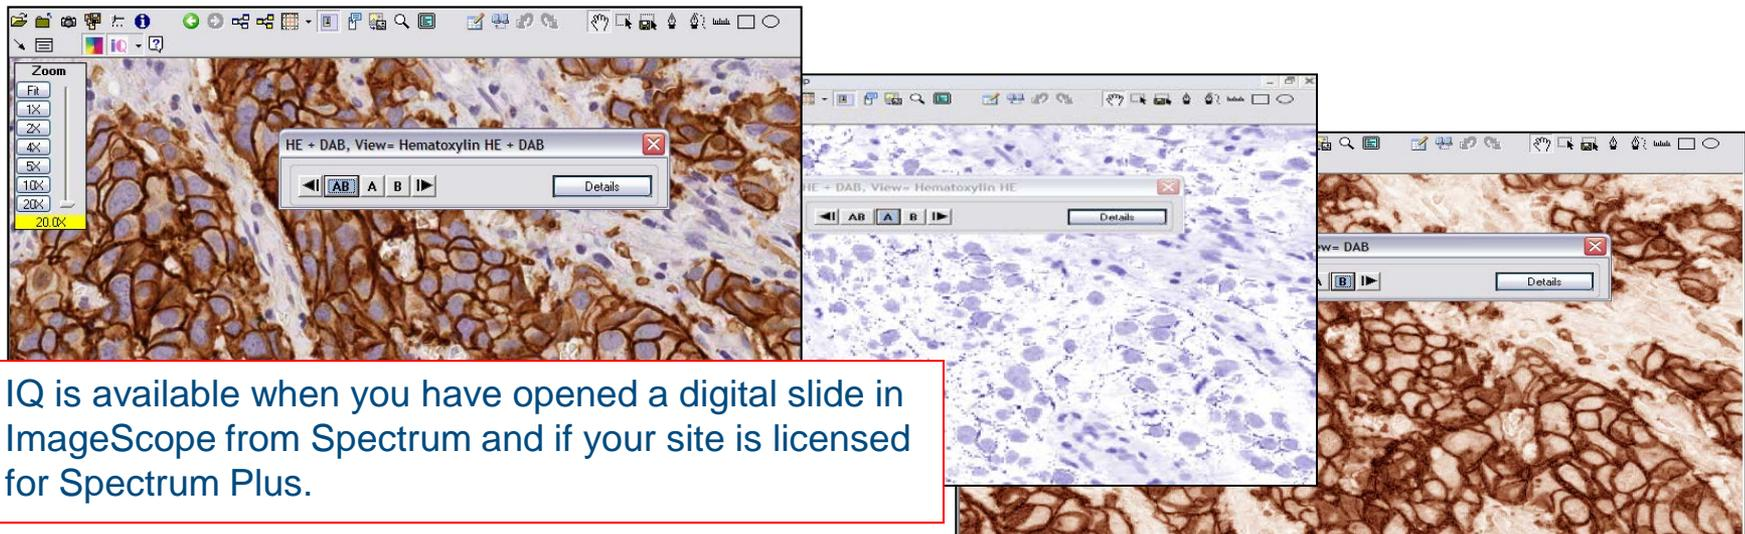 iQ
Zoom
Fit
1X
2X
4X
5X
10X
20X
20.0X
HE + DAB, View= Hematoxylin HE + DAB
AB A B
Details
HE + DAB, View= Hematoxylin HE
AB A B
Details
View= DAB
B
Details
IQ is available when you have opened a digital slide in
ImageScope from Spectrum and if your site is licensed
for Spectrum Plus.